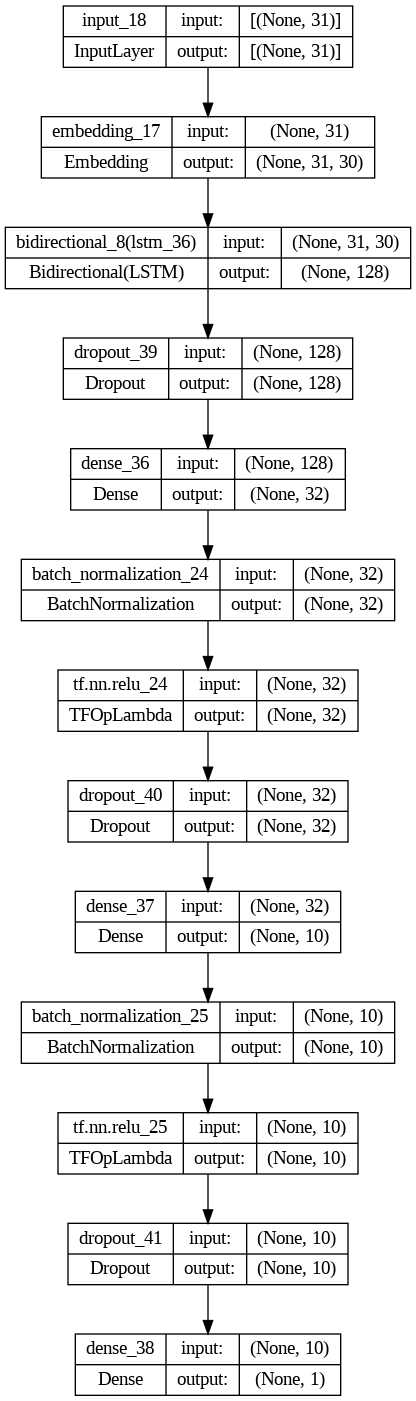 input_18 input: [(None, 31)]
InputLayer output: [(None, 31)]
embedding_17 input: (None, 31)
Embedding output: (None, 31, 30)
bidirectional_8(lstm_36) input: (None, 31, 30)
Bidirectional(LSTM) output: (None, 128)
dropout_39 input: (None, 128)
Dropout output: (None, 128)
dense_36 input: (None, 128)
Dense output: (None, 32)
batch_normalization_24 input: (None, 32)
BatchNormalization output: (None, 32)
tf.nn.relu_24 input: (None, 32)
TFOpLambda output: (None, 32)
dropout_40 input: (None, 32)
Dropout output: (None, 32)
dense_37 input: (None, 32)
Dense output: (None, 10)
batch_normalization_25 input: (None, 10)
BatchNormalization output: (None, 10)
tf.nn.relu_25 input: (None, 10)
TFOpLambda output: (None, 10)
dropout_41 input: (None, 10)
Dropout output: (None, 10)
dense_38 input: (None, 10)
Dense output: (None, 1)